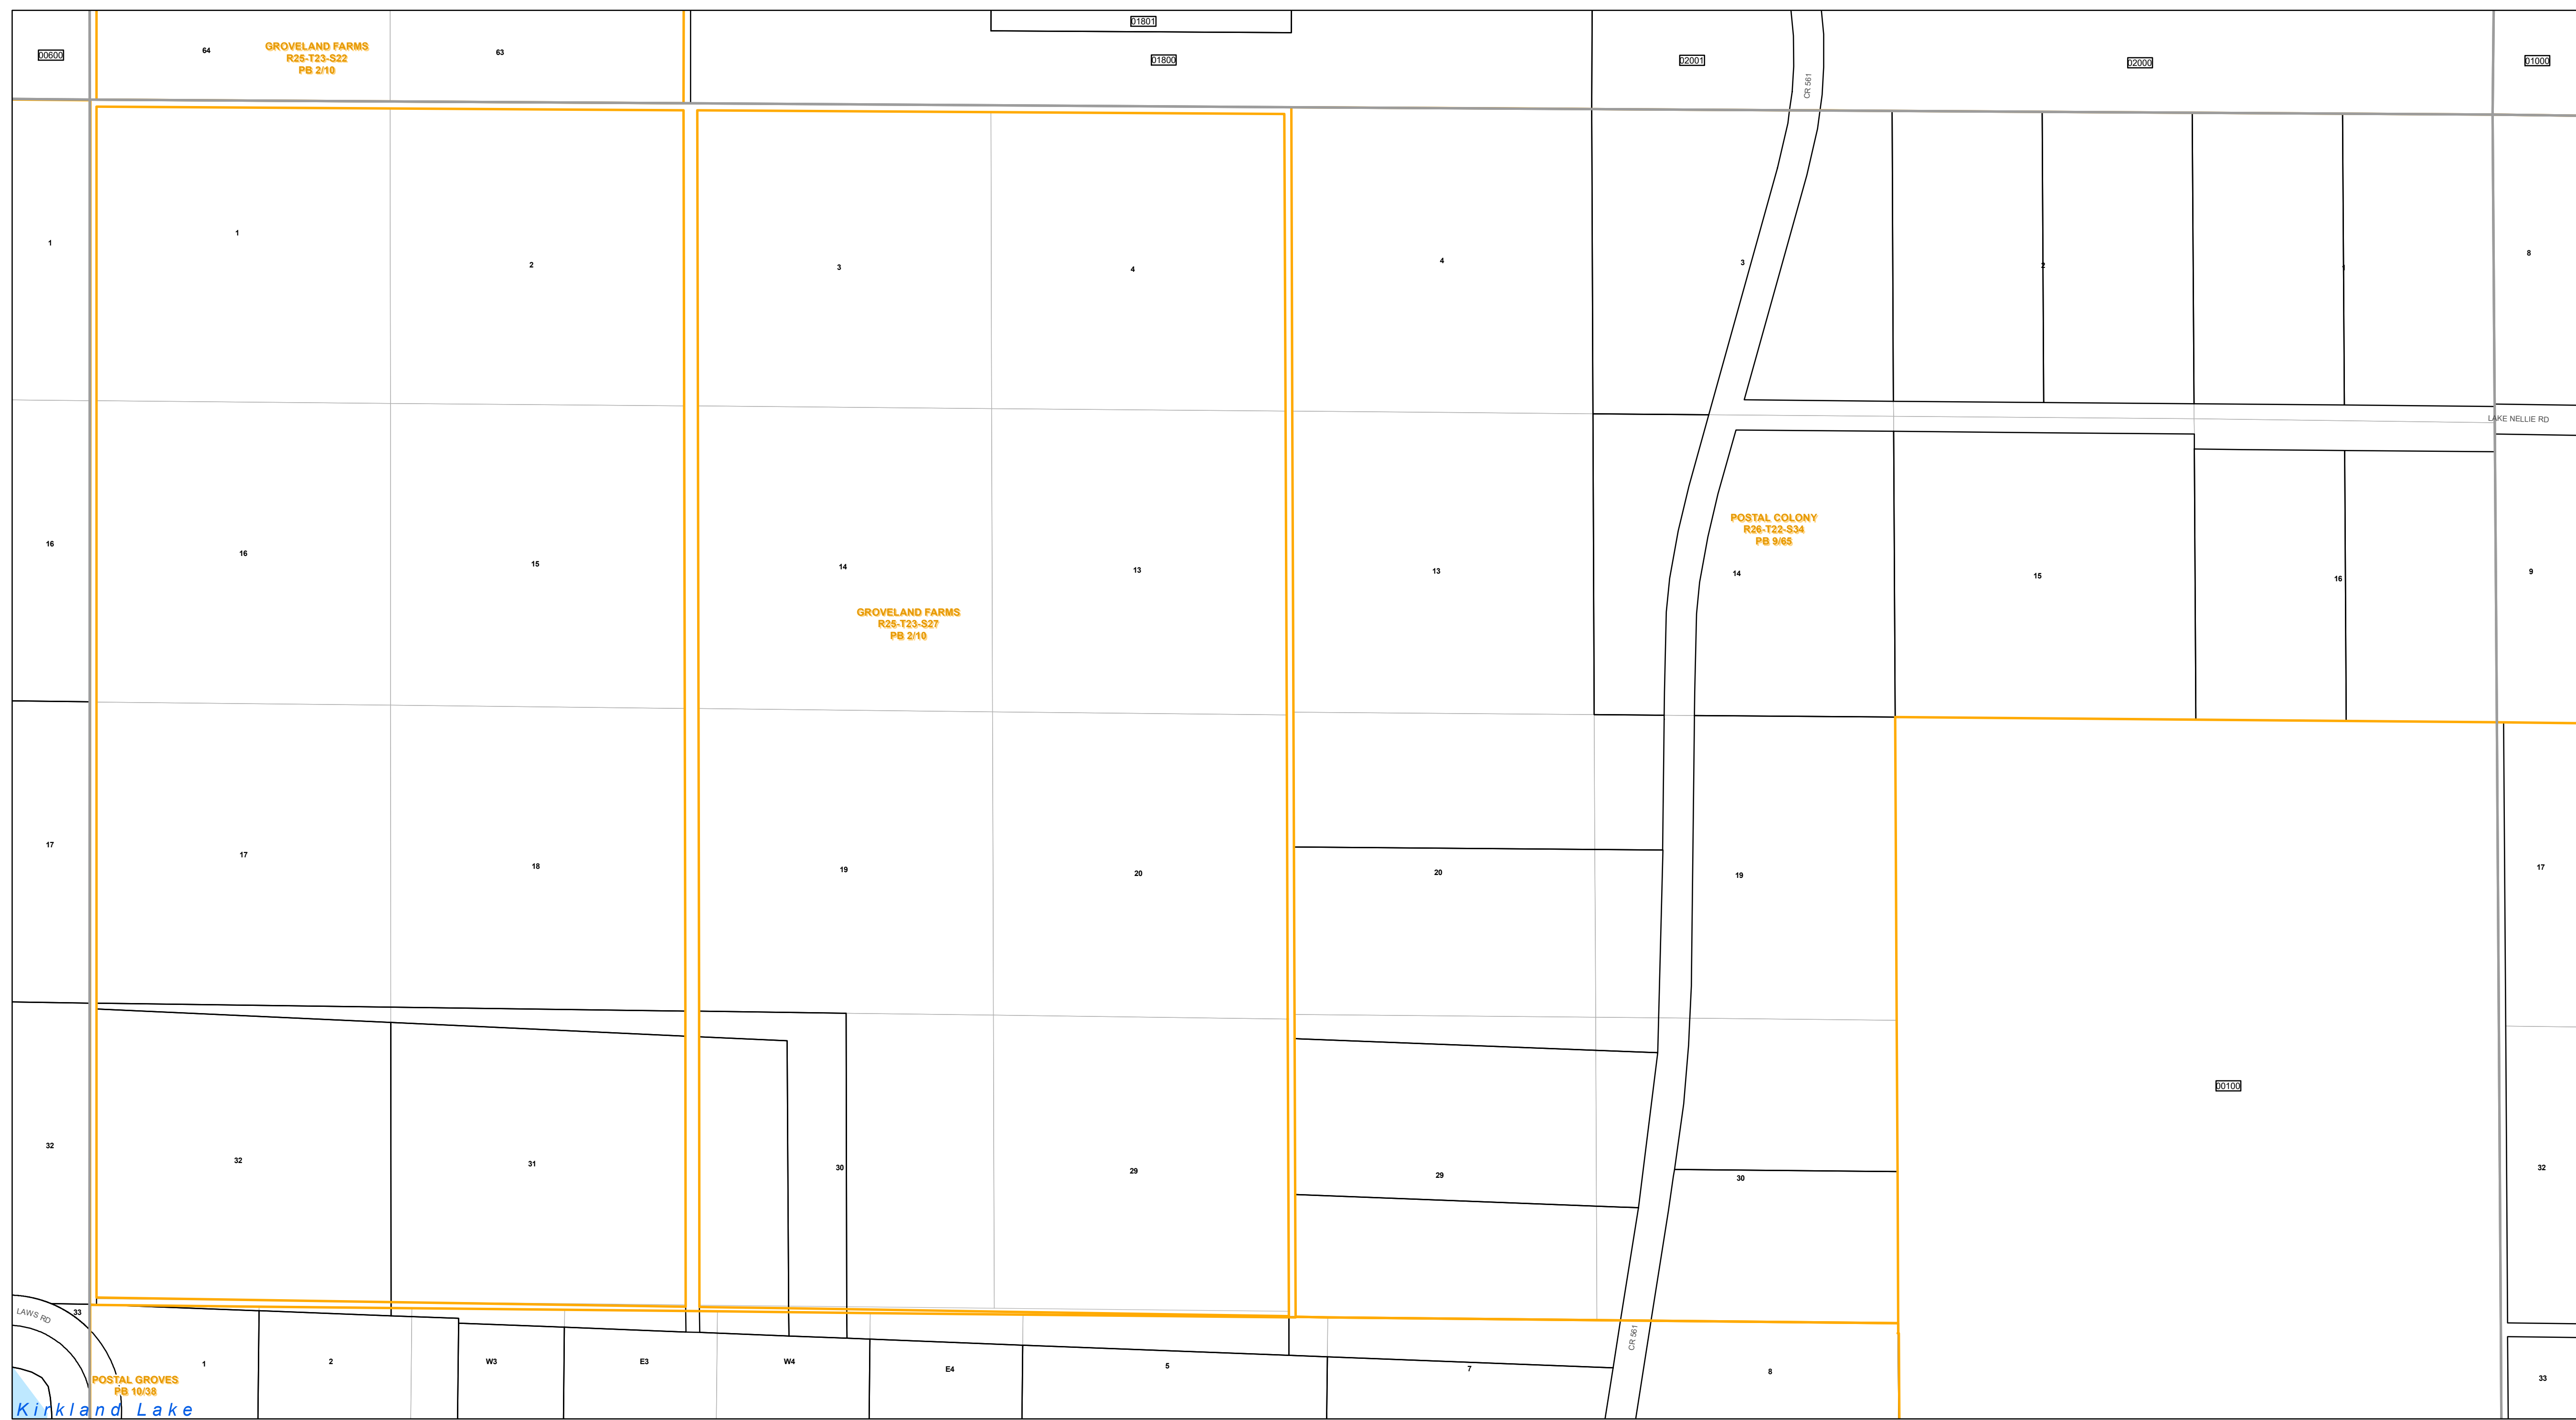 01801
00600
64
GROVELAND FARMS
R25-T23-S22
PB 2/10
63
01800
02001
CR 561
02000
01000
1
1
2
3
4
4
3
2
1
8
LAKE NELLIE RD
16
16
15
14
13
13
POSTAL COLONY
R26-T22-S34
PB 9/65
14
15
16
9
GROVELAND FARMS
R25-T23-S27
PB 2/10
17
17
18
19
20
20
19
17
00100
32
32
31
30
29
29
30
32
LAWS RD
33
CR 561
1
2
W3
E3
W4
E4
5
7
8
33
POSTAL GROVES
PB 10/38
Kirkland Lake